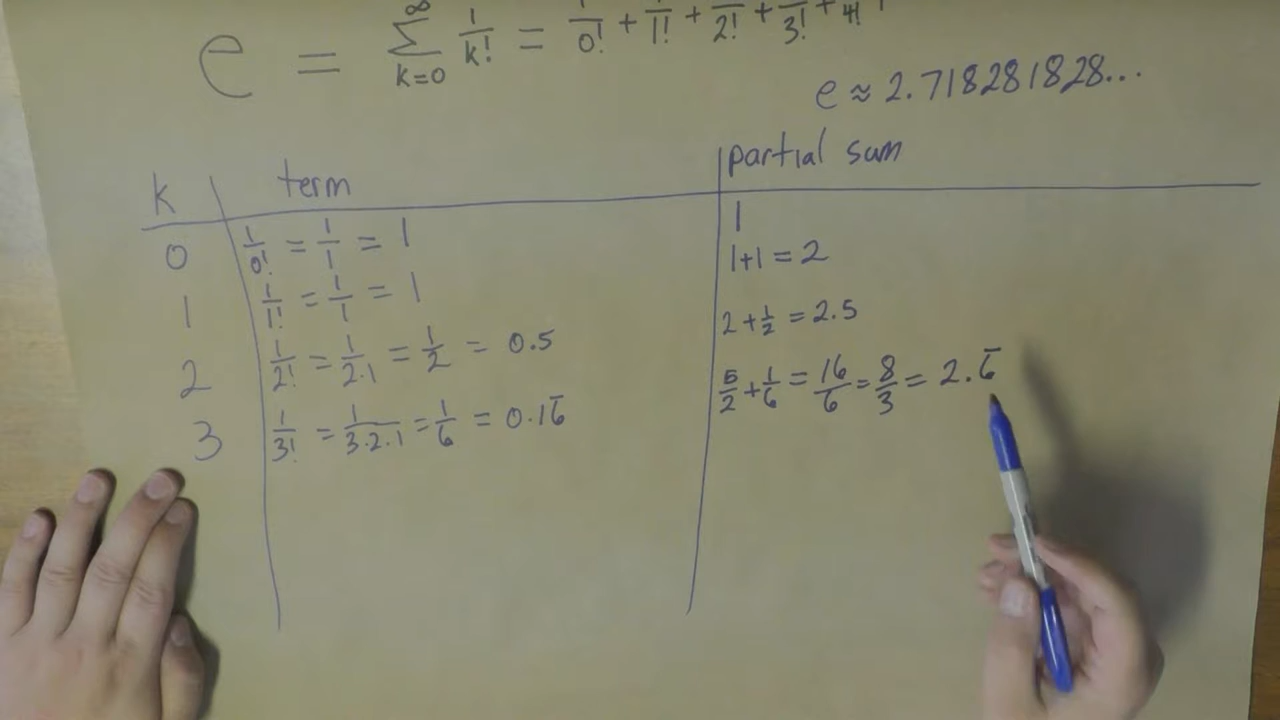 e = ∑ k=0 ∞ 1/k! = 1/0! + 1/1! + 1/2! + 1/3! + 1/4! +
e ≈ 2.718281828...
k term partial sum
0 1/0! = 1/1 = 1 1
1 1/1! = 1/1 = 1 1+1 = 2
2 1/2! = 1/2·1 = 1/2 = 0.5 2 + 1/2 = 2.5
3 1/3! = 1/3·2·1 = 1/6 = 0.16̅ 5/2 + 1/6 = 16/6 = 8/3 = 2.6̅